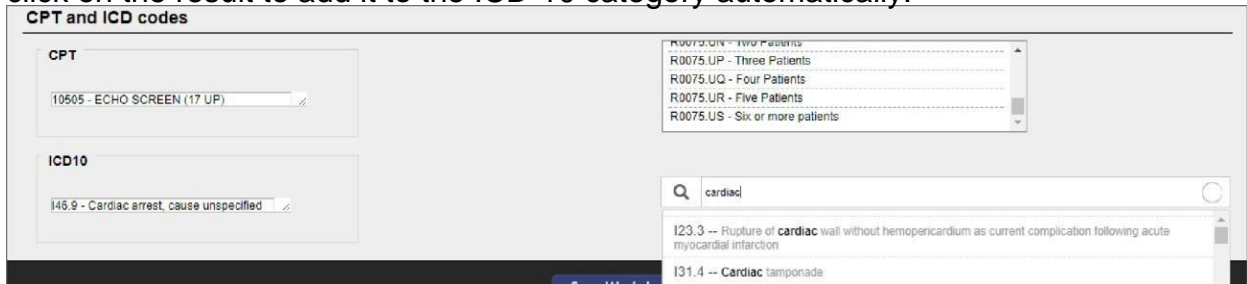 click on the result to add it to the ICD-10 category automatically.
CPT and ICD codes
CPT
10505 - ECHO SCREEN (17 UP)
R0075.UN - Two Patients
R0075.UP - Three Patients
R0075.UQ - Four Patients
R0075.UR - Five Patients
R0075.US - Six or more patients
ICD10
I46.9 - Cardiac arrest, cause unspecified
cardiac
I23.3 -- Rupture of cardiac wall without hemopericardium as current complication following acute
myocardial infarction
I31.4 -- Cardiac tamponade